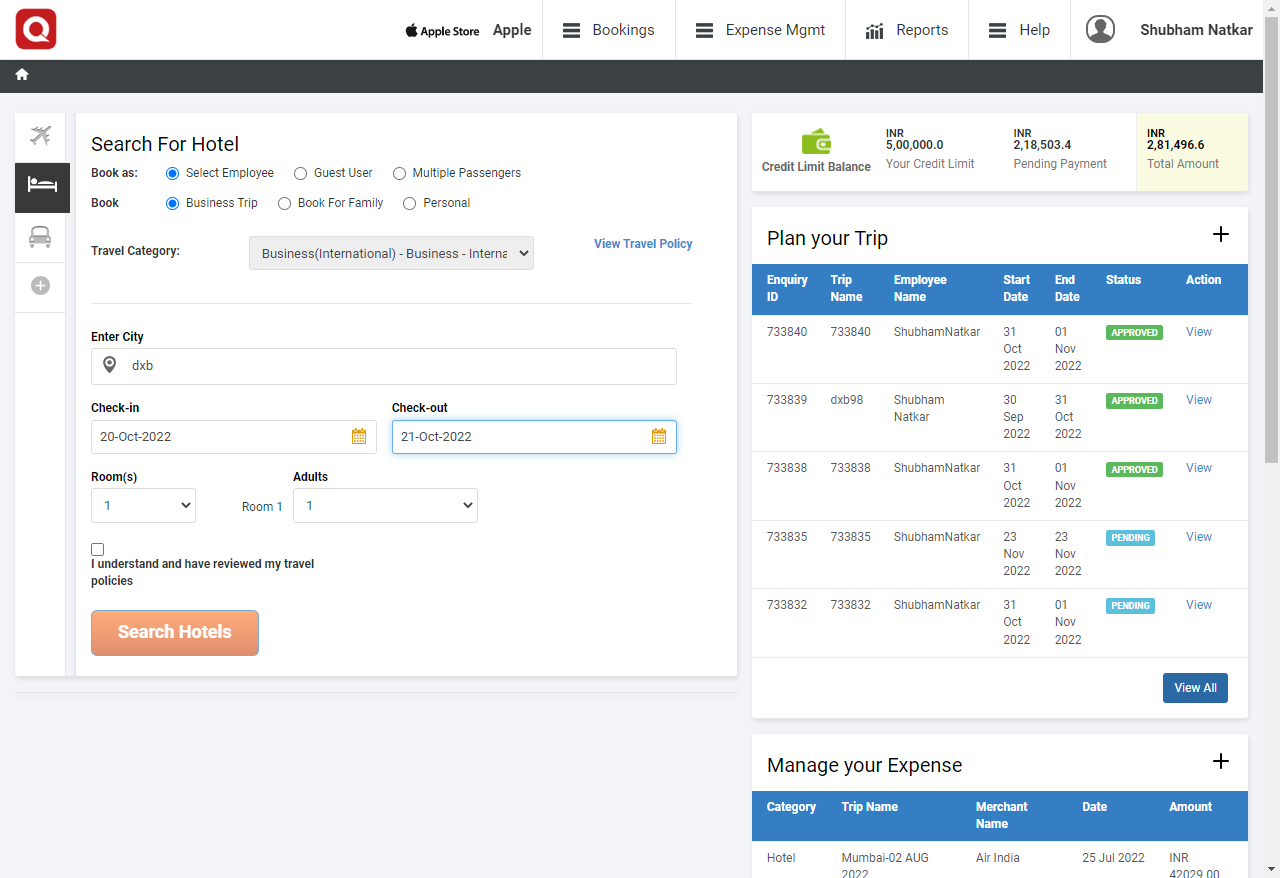 Q
Apple Store Apple Bookings Expense Mgmt Reports Help Shubham Natkar
Search For Hotel
Book as: Select Employee Guest User Multiple Passengers
Book Business Trip Book For Family Personal
Travel Category: Business(International) - Business - Interna View Travel Policy
Enter City
dxb
Check-in Check-out
20-Oct-2022 21-Oct-2022
Room(s) Adults
1 Room 1 1
I understand and have reviewed my travel
policies
Search Hotels
Credit Limit Balance
INR
5,00,000.0
Your Credit Limit
INR
2,18,503.4
Pending Payment
INR
2,81,496.6
Total Amount
Plan your Trip
Enquiry Trip Employee Start End Status Action
ID Name Name Date Date
733840 733840 ShubhamNatkar 31 01 APPROVED View
Oct Nov
2022 2022
733839 dxb98 Shubham 30 31 APPROVED View
Natkar Sep Oct
2022 2022
733838 733838 ShubhamNatkar 31 01 APPROVED View
Oct Nov
2022 2022
733835 733835 ShubhamNatkar 23 23 PENDING View
Nov Nov
2022 2022
733832 733832 ShubhamNatkar 31 01 PENDING View
Oct Nov
2022 2022
View All
Manage your Expense
Category Trip Name Merchant Date Amount
Name
Hotel Mumbai-02 AUG Air India 25 Jul 2022 INR
2022 42029.00